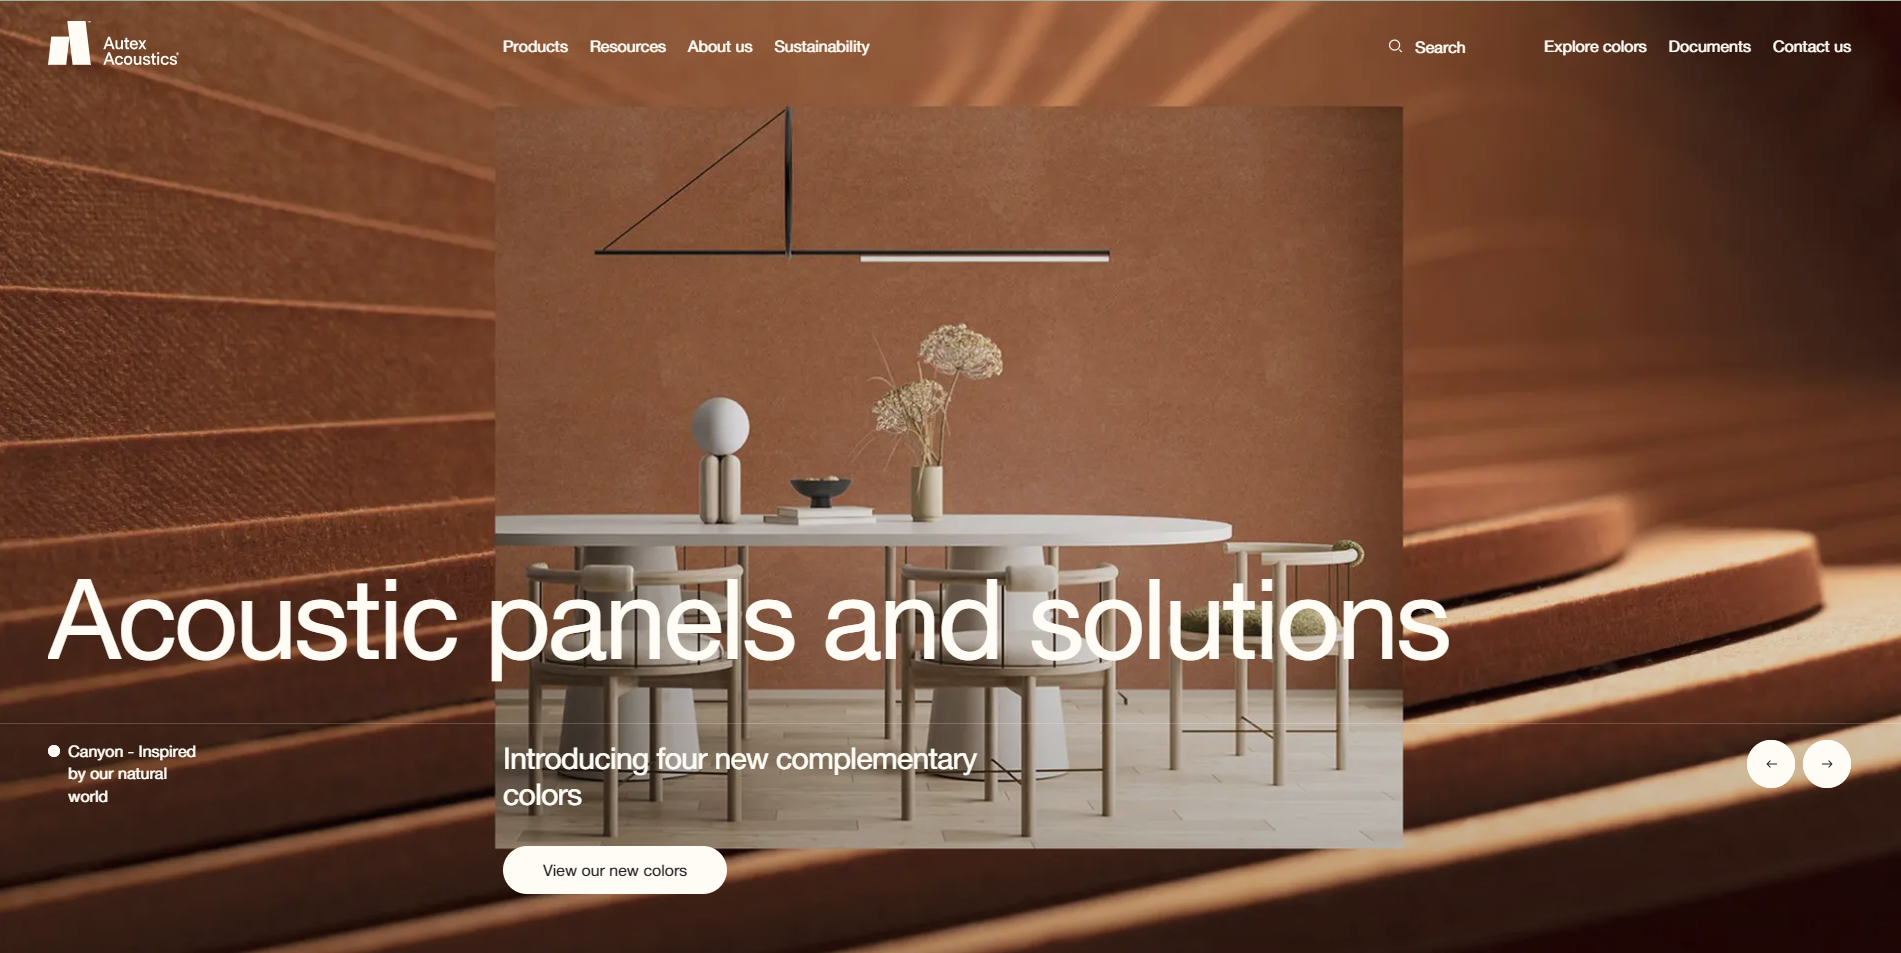 Autex
Acoustics
Products
Resources
About us
Sustainability
Search
Explore colors
Documents
Contact us
Acoustic panels and solutions
Canyon - Inspired
by our natural
world
Introducing four new complementary
colors
View our new colors